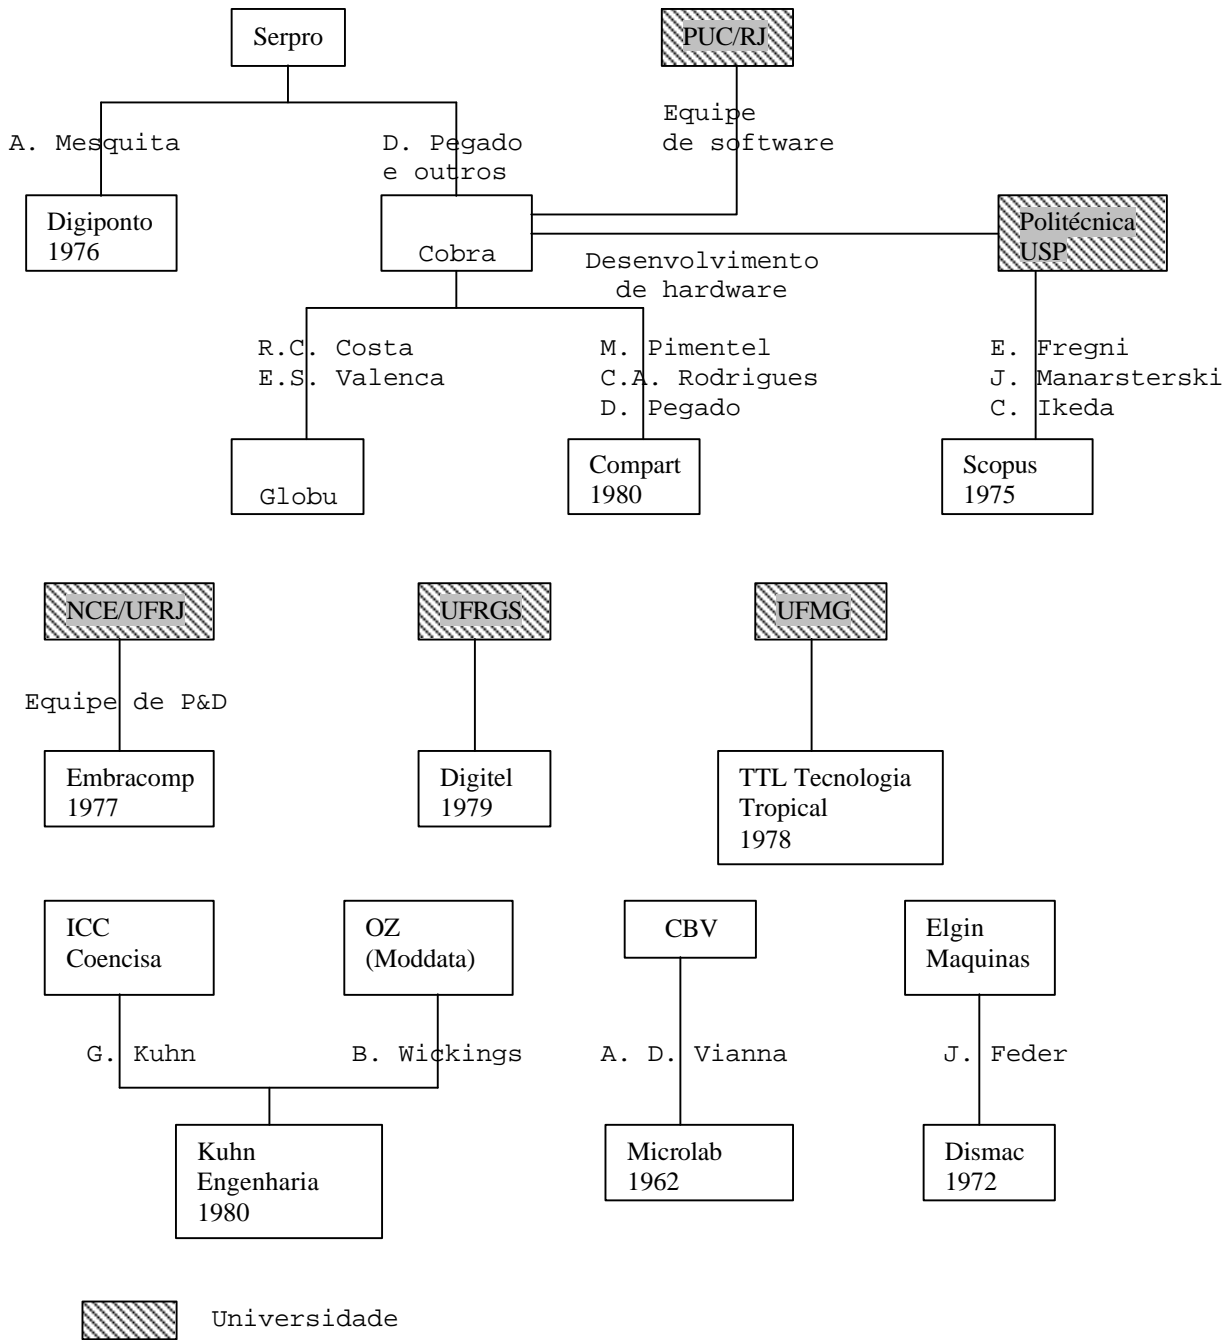 Serpro
PUC/RJ
A. Mesquita
D. Pegado
e outros
Equipe
de software
Digiponto
1976
Cobra
Politécnica
USP
Desenvolvimento
de hardware
R.C. Costa
E.S. Valenca
M. Pimentel
C.A. Rodrigues
D. Pegado
E. Fregni
J. Manarsterski
C. Ikeda
Globu
Compart
1980
Scopus
1975
NCE/UFRJ
UFRGS
UFMG
Equipe de P&D
Embracomp
1977
Digitel
1979
TTL Tecnologia
Tropical
1978
ICC
Coencisa
OZ
(Moddata)
CBV
Elgin
Maquinas
G. Kuhn
B. Wickings
A. D. Vianna
J. Feder
Kuhn
Engenharia
1980
Microlab
1962
Dismac
1972
Universidade